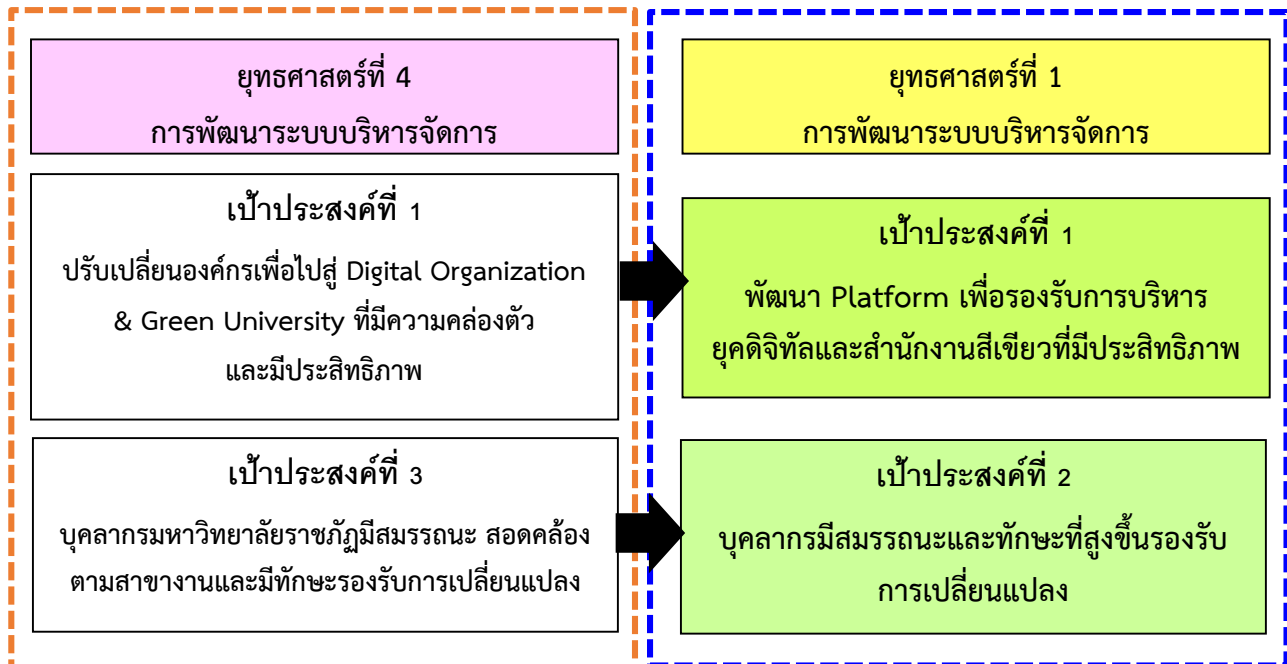 ยุทธศาสตร์ที่ 4
การพัฒนาระบบบริหารจัดการ
เป้าประสงค์ที่ 1
ปรับเปลี่ยนองค์กรเพื่อไปสู่ Digital Organization
& Green University ที่มีความคล่องตัว
และมีประสิทธิภาพ
เป้าประสงค์ที่ 3
บุคลากรมหาวิทยาลัยราชภัฏมีสมรรถนะ สอดคล้อง
ตามสาขางานและมีทักษะรองรับการเปลี่ยนแปลง
ยุทธศาสตร์ที่ 1
การพัฒนาระบบบริหารจัดการ
เป้าประสงค์ที่ 1
พัฒนา Platform เพื่อรองรับการบริหาร
ยุคดิจิทัลและสำนักงานสีเขียวที่มีประสิทธิภาพ
เป้าประสงค์ที่ 2
บุคลากรมีสมรรถนะและทักษะที่สูงขึ้นรองรับ
การเปลี่ยนแปลง